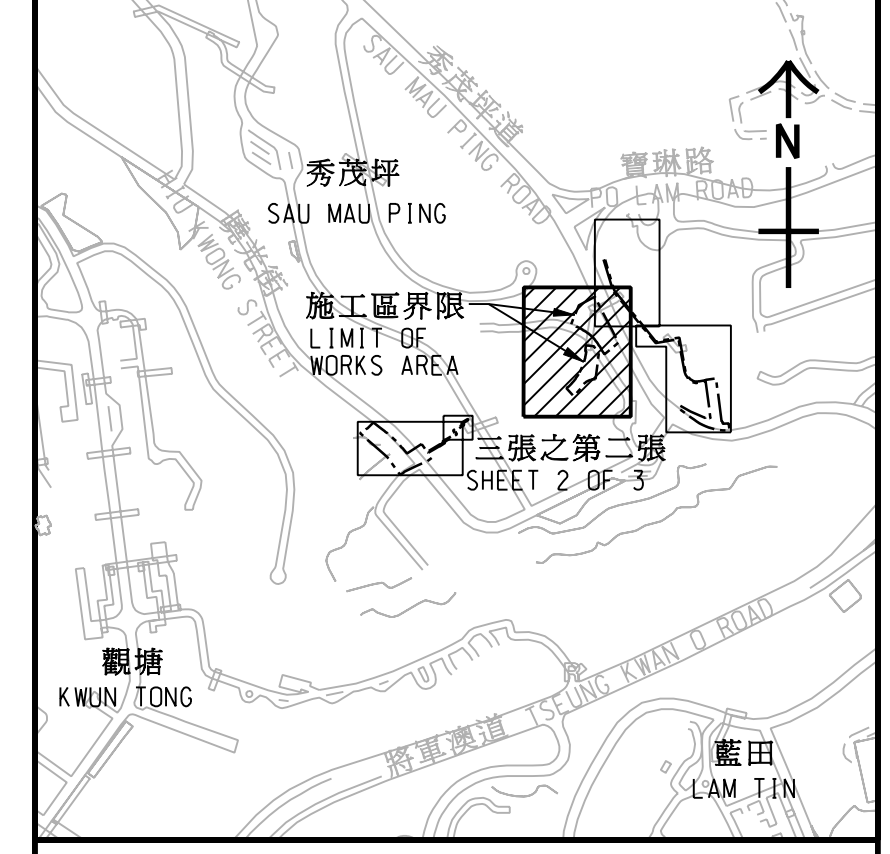 秀茂坪道
SAU MAU PING ROAD
N
寶琳路
PO LAM ROAD
秀茂坪
SAU MAU PING
曉光街
HIU KWONG STREET
施工區界限
LIMIT OF
WORKS AREA
三張之第二張
SHEET 2 OF 3
觀塘
KWUN TONG
將軍澳道 TSEUNG KWAN O ROAD
藍田
LAM TIN